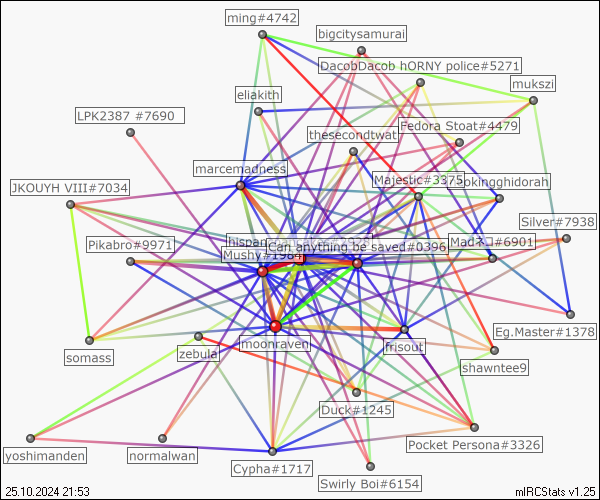 ming#4742
bigcitysamurai
DacobDacob hORNY police#5271
mukszi
eliakith
LPK2387 #7690
Fedora Stoat#4479
thesecondtwat
marcemadness
Majestic#3375
okingghidorah
JKOUYH VIII#7034
Silver#7938
Pikabro#9971
hispan
Can anything be saved#0396
Madネコ#6901
Mushy#1984
Eg.Master#1378
moonraven
frisout
somass
zebula
shawntee9
Duck#1245
Pocket Persona#3326
yoshimanden
normalwan
Cypha#1717
Swirly Boi#6154
25.10.2024 21:53
mIRCStats v1.25